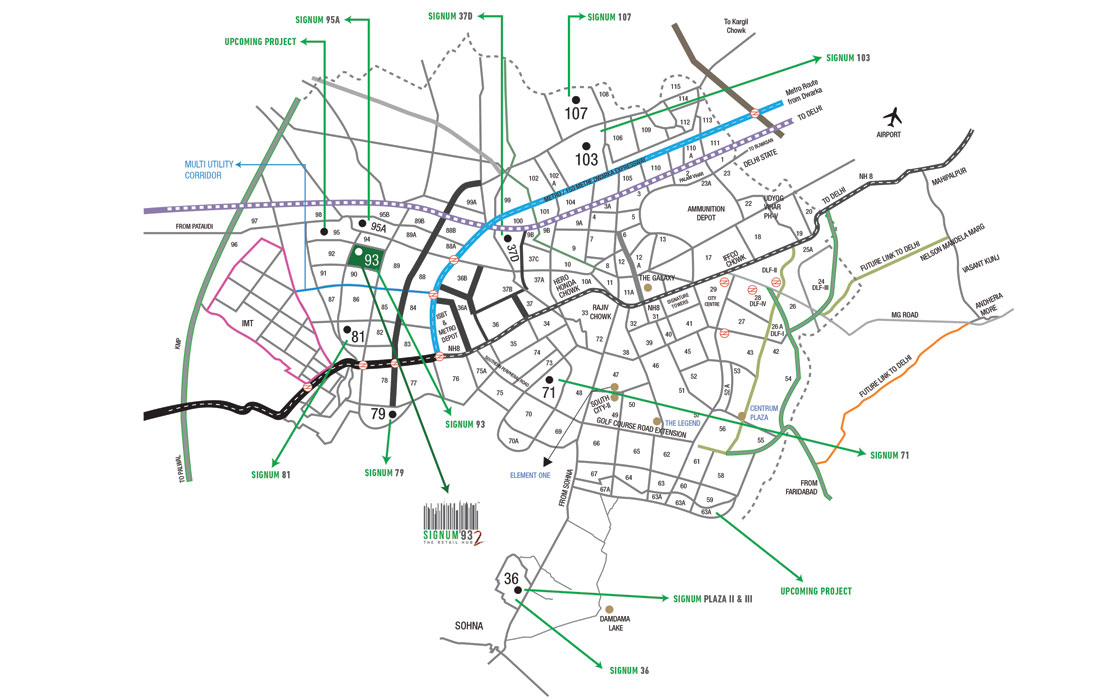 SIGNUM 95A
SIGNUM 37D
SIGNUM 107
To Kargil
Chowk
UPCOMING PROJECT
SIGNUM 103
115
108
114
Metro Route
from Dwarka
107
112
113
TO DELHI
109
106
AIRPORT
111
110
A
1
103
110
DELHI STATE
MULTI UTILITY
CORRIDOR
99
102
102
A
METRO / 150 METRE DWARKA EXPRESSWAY
105
2
PALAM VIHAR
23A
NH 8
MAHIPALPUR
3
TO DELHI
99A
104
101
100
4
3A
5
AMMUNITION
DEPOT
22
UDYOG
VIHAR
PH-V
20
98
95B
89B
FROM PATAUDI
97
95
95A
88B
9A
9B
9B
6
13
18
19
17
96
94
89A
88A
37D
7
IFFCO
CHOWK
25A
FUTURE LINK TO DELHI
NELSON MANDELA MARG
92
93
91
90
89
88
37C
9
8
12
12
A
DLF-II
VASANT KUNJ
10
HERO
HONDA
CHOWK
10A
11
11A
THE GALAXY
36B
37B
29
CITY
CENTRE
28
DLF-IV
26
24
DLF-III
ANDHERIA
MORE
87
86
85
84
36A
37
RAJIV
CHOWK
NH8
SIGNATURE
TOWERS
31
32
33
34
27
26 A
DLF-I
MG ROAD
IMT
ISBT
&
METRO
DEPOT
36
KMP
81
82
83
NH8
35
72
38
39
40
41
45
43
42
SOUTHERN PERIPHERAL ROAD
74
73
46
51
52
53
54
FUTURE LINK TO DELHI
78
77
76
75A
75
71
47
48
SOUTH
CITY-II
50
52 A
79
70
49
THE LEGEND
57
CENTRUM
PLAZA
SIGNUM 93
70A
69
GOLF COURSE ROAD EXTENSION
56
55
66
65
62
SIGNUM 71
SIGNUM 81
SIGNUM 79
TO PALWAL
ELEMENT ONE
61
58
FROM
FARIDABAD
67
64
63
60
59
67A
63A
63A
63A
FROM SOHNA
SIGNUM 93 2
THE RETAIL HUB
36
UPCOMING PROJECT
SIGNUM PLAZA II & III
DAMDAMA
LAKE
SOHNA
SIGNUM 36